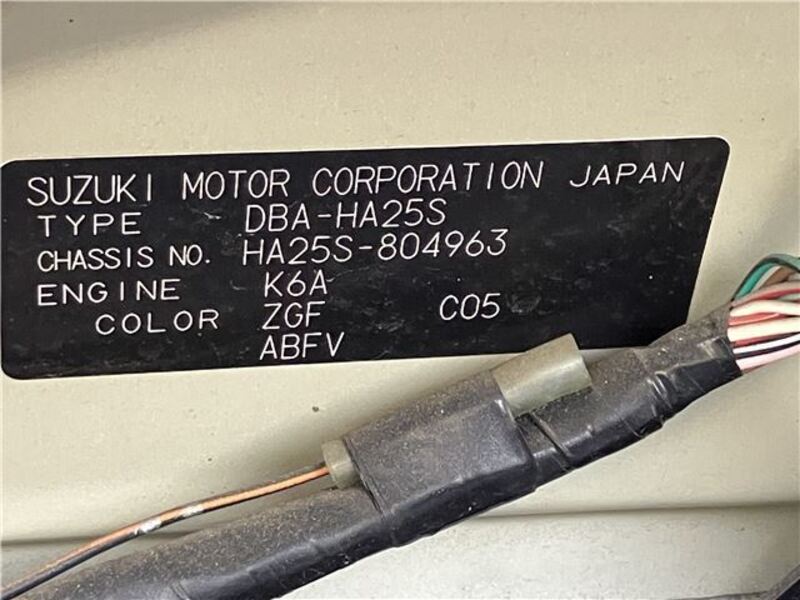 SUZUKI MOTOR CORPORATION JAPAN
TYPE DBA-HA25S
CHASSIS NO. HA25S-804963
ENGINE K6A
COLOR ZGF C05
ABFV